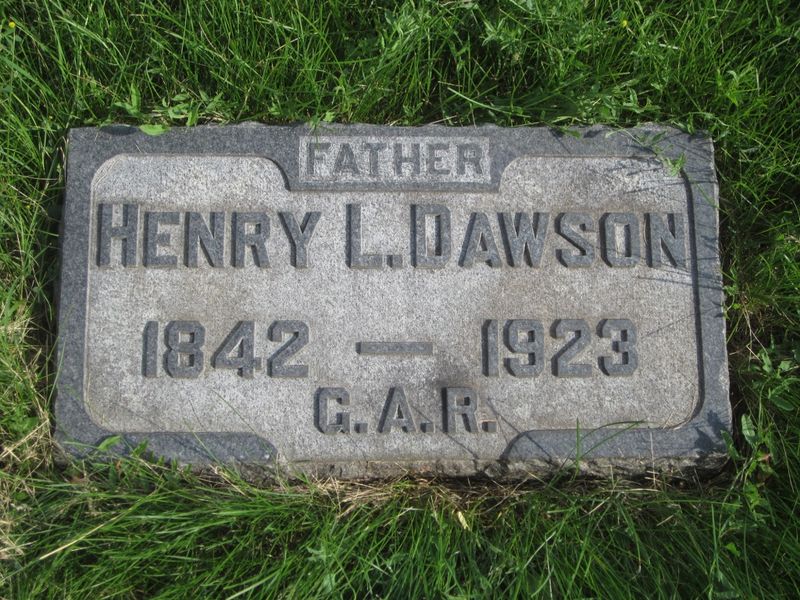 FATHER
HENRY L. DAWSON
1842 — 1923
G.A.R.